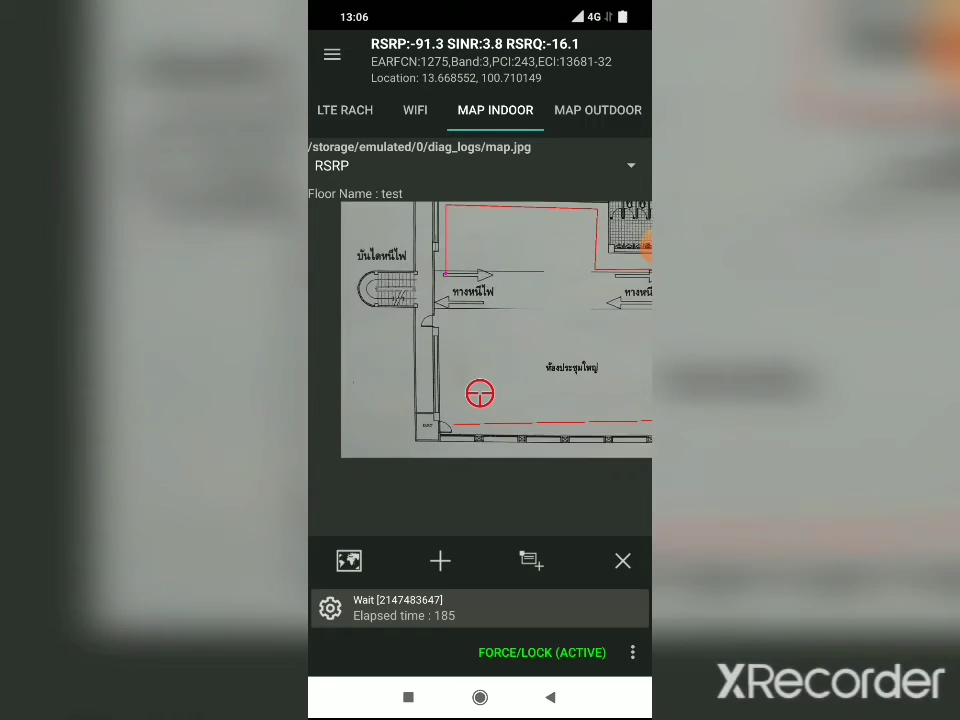 13:06
4G
RSRP:-91.3 SINR:3.8 RSRQ:-16.1
EARFCN:1275,Band:3,PCI:243,ECI:13681-32
Location: 13.668552, 100.710149
LTE RACH WIFI MAP INDOOR MAP OUTDOOR
/storage/emulated/0/diag_logs/map.jpg
RSRP
Floor Name : test
บันไดหนีไฟ
ทางหนีไฟ
ทางหนี
ห้องประชุมใหญ่
Wait [2147483647]
Elapsed time : 185
FORCE/LOCK (ACTIVE)
XRecorder